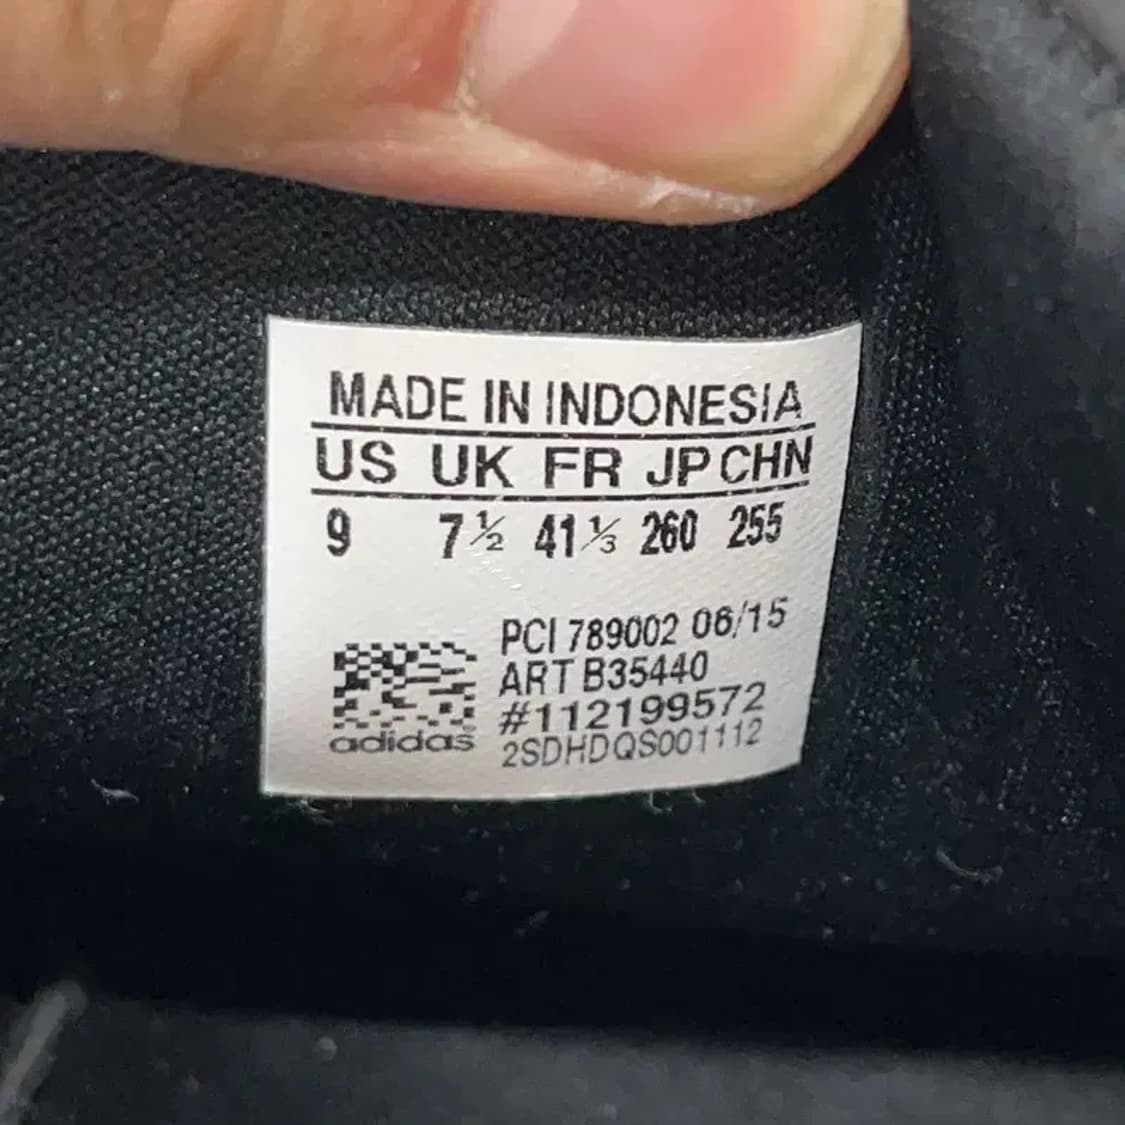 MADE IN INDONESIA
US UK FR JP CHN
9 7½ 41⅓ 260 255
PCI 789002 06/15
ART B35440
#112199572
adidas 2SDHDQS001112